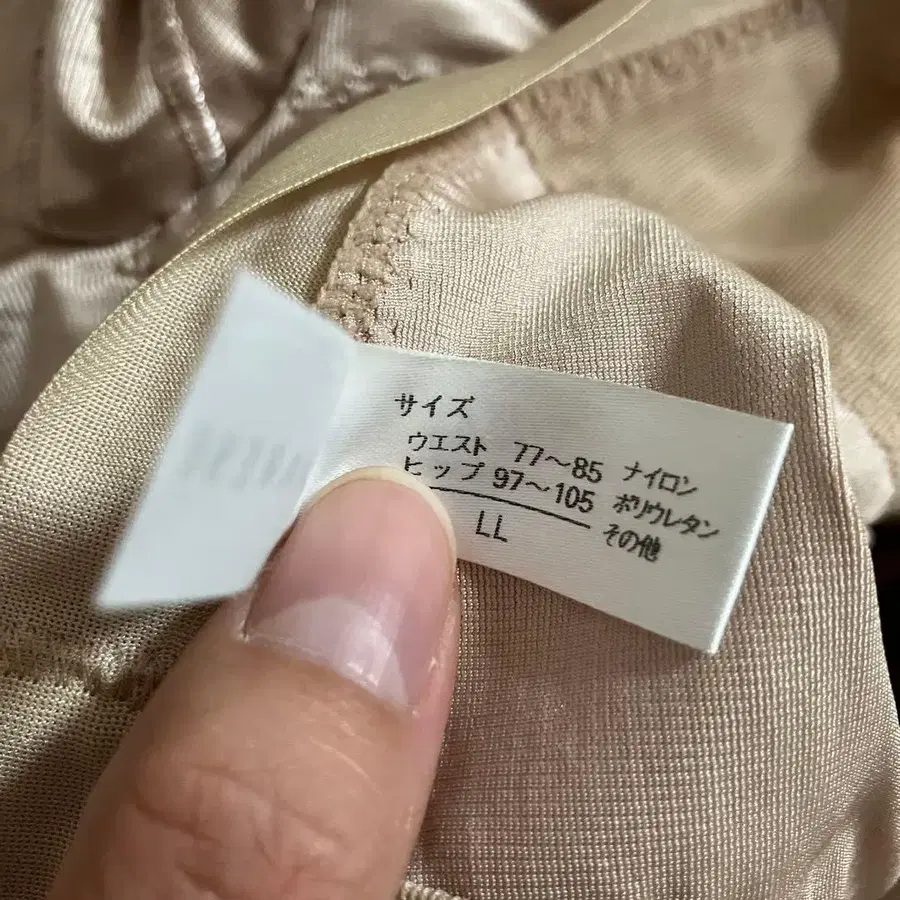 サイズ
ウエスト 77～85 ナイロン
ヒップ 97～105 ポリウレタン
LL その他